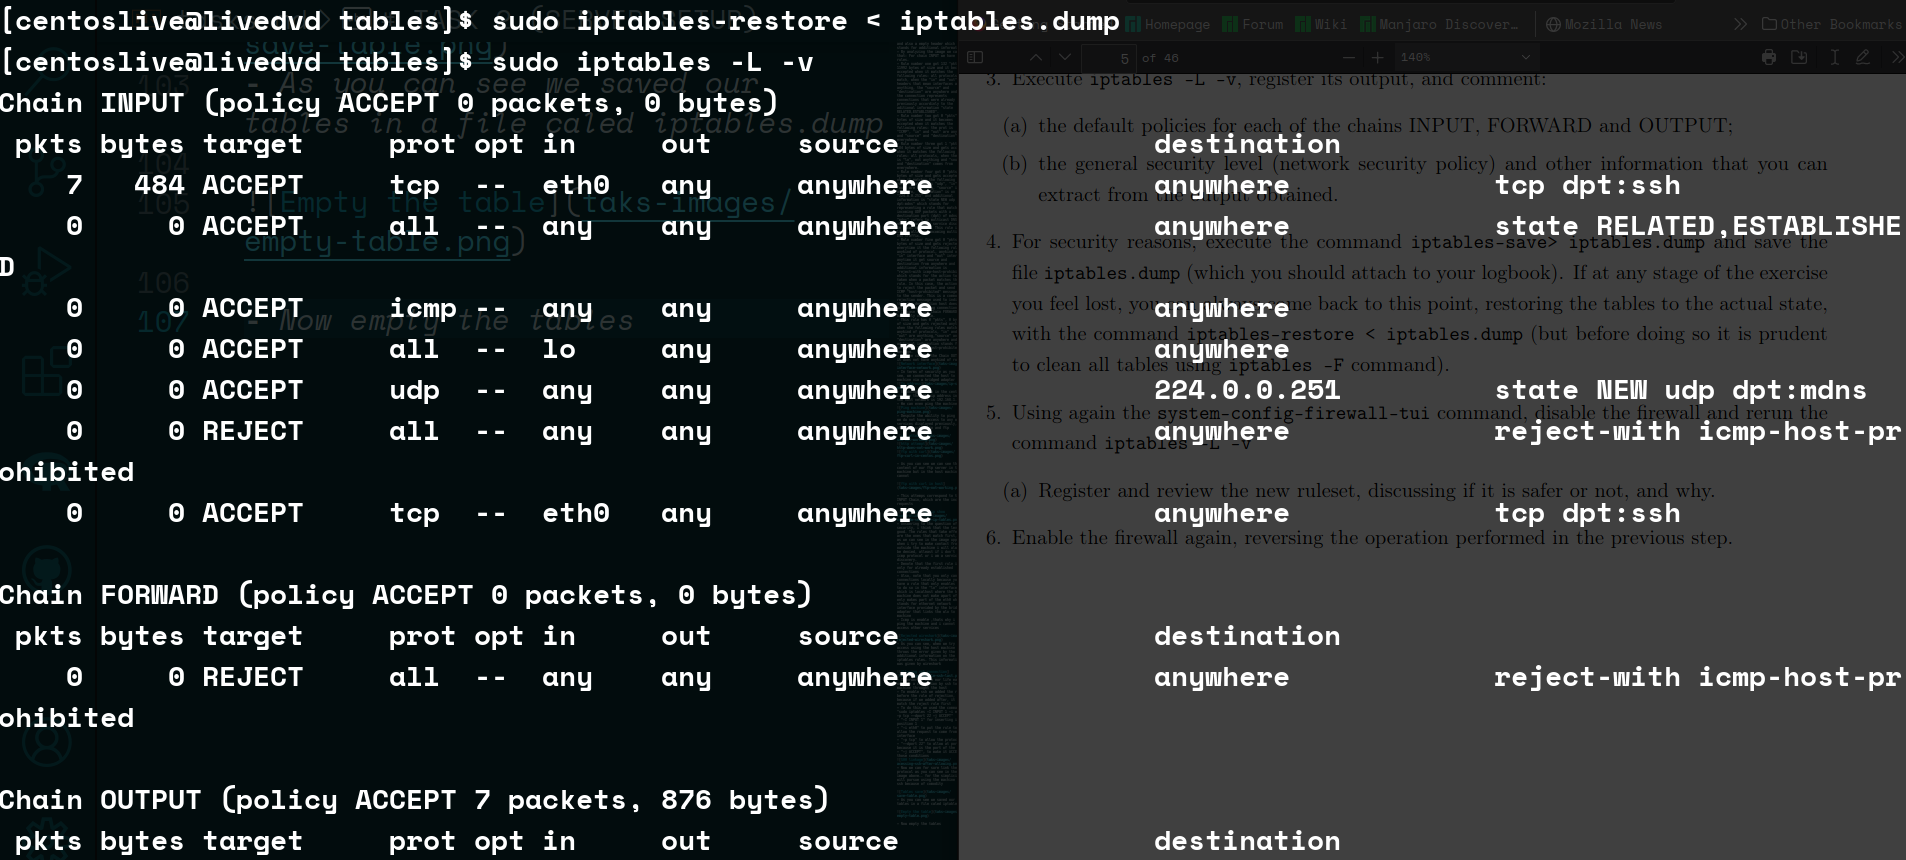 [centoslive@livedvd tables]$ sudo iptables-restore < iptables.dump
[centoslive@livedvd tables]$ sudo iptables -L -v
Chain INPUT (policy ACCEPT 0 packets, 0 bytes)
pkts bytes target prot opt in out source destination
7 484 ACCEPT tcp -- eth0 any anywhere anywhere tcp dpt:ssh
0 0 ACCEPT all -- any any anywhere anywhere state RELATED,ESTABLISHE
D
0 0 ACCEPT icmp -- any any anywhere anywhere
0 0 ACCEPT all -- lo any anywhere anywhere
0 0 ACCEPT udp -- any any anywhere 224.0.0.251 state NEW udp dpt:mdns
0 0 REJECT all -- any any anywhere anywhere reject-with icmp-host-pr
ohibited
0 0 ACCEPT tcp -- eth0 any anywhere anywhere tcp dpt:ssh
Chain FORWARD (policy ACCEPT 0 packets, 0 bytes)
pkts bytes target prot opt in out source destination
0 0 REJECT all -- any any anywhere anywhere reject-with icmp-host-pr
ohibited
Chain OUTPUT (policy ACCEPT 7 packets, 876 bytes)
pkts bytes target prot opt in out source destination
save-table.png)
103 - As you can see we saved our
tables in a file caled iptables.dump
104
105 ![Empty the table](taks-images/
empty-table.png)
106
107 - Now empty the tables
Homepage Forum Wiki Manjaro Discover… Mozilla News Other Bookmarks
5 of 46 140%
3. Execute iptables -L -v, register its output, and comment:
(a) the default policies for each of the chains INPUT, FORWARD and OUTPUT;
(b) the general security level (network security policy) and other information that you can
extract from the output obtained.
4. For security reasons, execute the command iptables-save> iptables.dump and save the
file iptables.dump (which you should attach to your logbook). If at any stage of the exercise
you feel lost, you can come back to this point, restoring the tables to the actual state,
with the command iptables-restore < iptables.dump (but before doing so it is prudent
to clean all tables using iptables -F command).
5. Using again the system-config-firewall-tui command, disable the firewall and rerun the
command iptables -L -v
(a) Register and review the new ruleset, discussing if it is safer or not, and why.
6. Enable the firewall again, reversing the operation performed in the previous step.